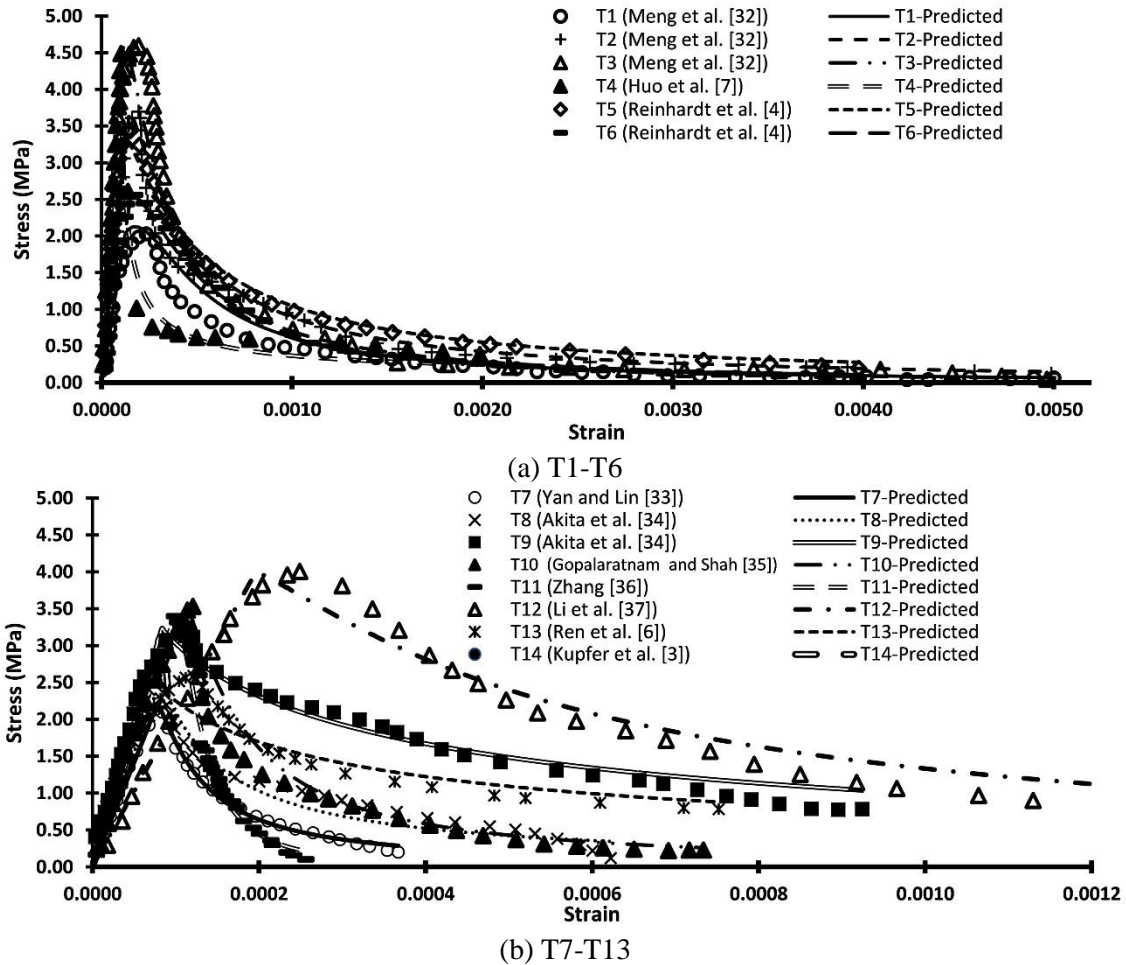 5.00
4.50
4.00
3.50
3.00
2.50
2.00
1.50
1.00
0.50
0.00
Stress (MPa)
T1 (Meng et al. [32]) T1-Predicted
T2 (Meng et al. [32]) T2-Predicted
T3 (Meng et al. [32]) T3-Predicted
T4 (Huo et al. [7]) T4-Predicted
T5 (Reinhardt et al. [4]) T5-Predicted
T6 (Reinhardt et al. [4]) T6-Predicted
0.0000 0.0010 0.0020 0.0030 0.0040 0.0050
Strain
(a) T1-T6
5.00
4.50
4.00
3.50
3.00
2.50
2.00
1.50
1.00
0.50
0.00
Stress (MPa)
T7 (Yan and Lin [33]) T7-Predicted
T8 (Akita et al. [34]) T8-Predicted
T9 (Akita et al. [34]) T9-Predicted
T10 (Gopalaratnam and Shah [35]) T10-Predicted
T11 (Zhang [36]) T11-Predicted
T12 (Li et al. [37]) T12-Predicted
T13 (Ren et al. [6]) T13-Predicted
T14 (Kupfer et al. [3]) T14-Predicted
0.0000 0.0002 0.0004 0.0006 0.0008 0.0010 0.0012
Strain
(b) T7-T13